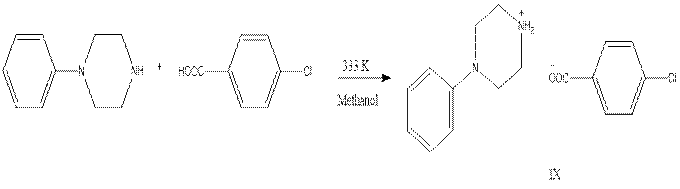 N
NH
+
HOOC
Cl
333 K
Methanol
+
NH2
N
-
OOC
Cl
IX